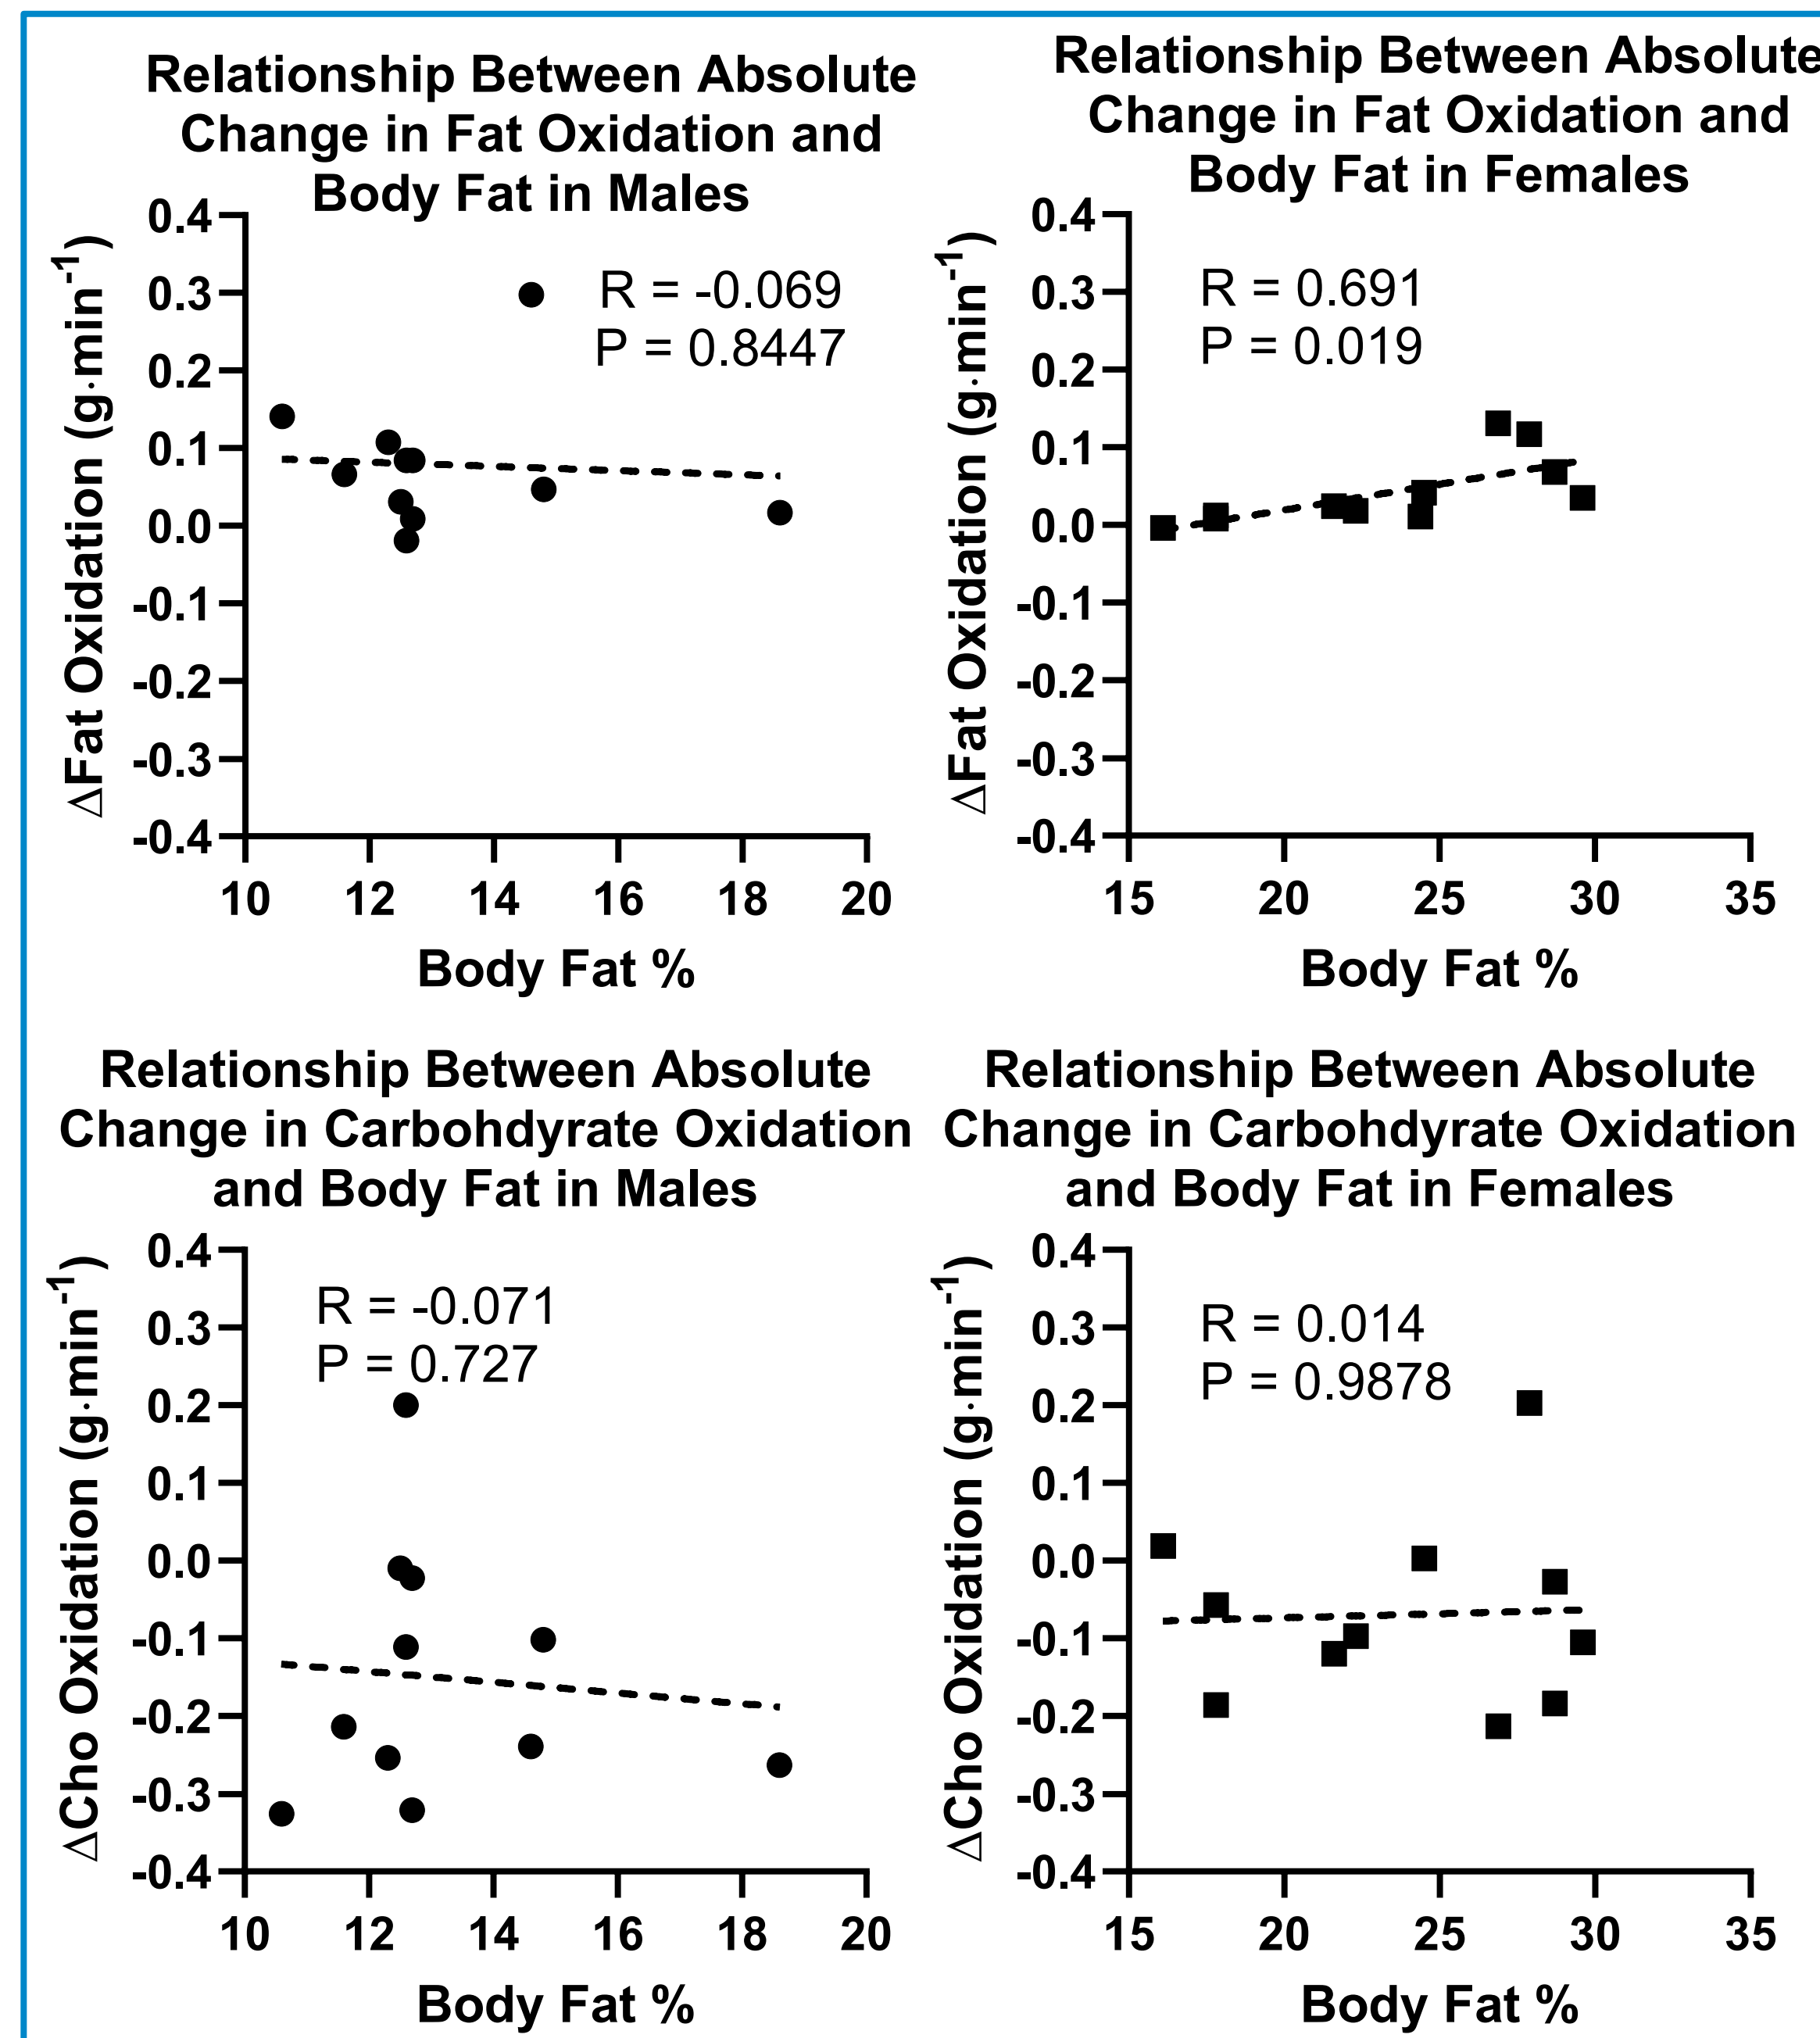 Relationship Between Absolute
Change in Fat Oxidation and
Body Fat in Males
0.4
0.3
0.2
0.1
0.0
-0.1
-0.2
-0.3
-0.4
ΔFat Oxidation (g·min⁻¹)
R = -0.069
P = 0.8447
10 12 14 16 18 20
Body Fat %
Relationship Between Absolute
Change in Fat Oxidation and
Body Fat in Females
0.4
0.3
0.2
0.1
0.0
-0.1
-0.2
-0.3
-0.4
ΔFat Oxidation (g·min⁻¹)
R = 0.691
P = 0.019
15 20 25 30 35
Body Fat %
Relationship Between Absolute
Change in Carbohdyrate Oxidation
and Body Fat in Males
0.4
0.3
0.2
0.1
0.0
-0.1
-0.2
-0.3
-0.4
ΔCho Oxidation (g·min⁻¹)
R = -0.071
P = 0.727
10 12 14 16 18 20
Body Fat %
Relationship Between Absolute
Change in Carbohdyrate Oxidation
and Body Fat in Females
0.4
0.3
0.2
0.1
0.0
-0.1
-0.2
-0.3
-0.4
ΔCho Oxidation (g·min⁻¹)
R = 0.014
P = 0.9878
15 20 25 30 35
Body Fat %